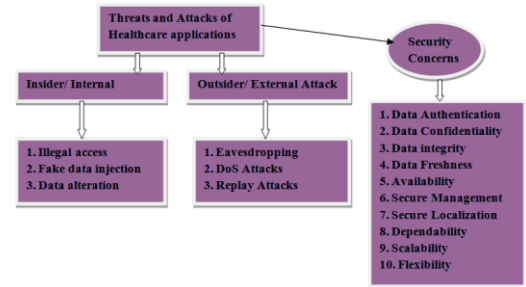 Threats and Attacks of
Healthcare applications
Security
Concerns
Insider/ Internal
Outsider/ External Attack
1. Illegal access
2. Fake data injection
3. Data alteration
1. Eavesdropping
2. DoS Attacks
3. Replay Attacks
1. Data Authentication
2. Data Confidentiality
3. Data integrity
4. Data Freshness
5. Availability
6. Secure Management
7. Secure Localization
8. Dependability
9. Scalability
10. Flexibility